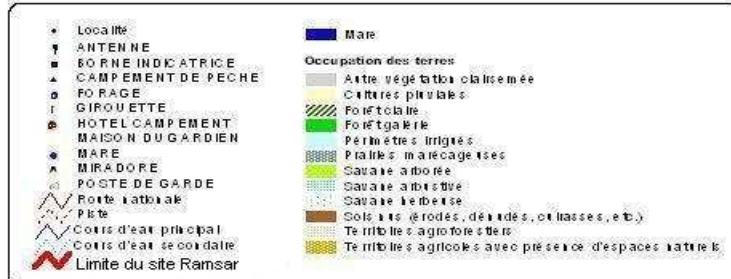 Localité
ANTENNE
BORNE INDICATRICE
CAMPEMENT DE PECHE
FORAGE
GIROUETTE
HOTEL CAMPEMENT
MAISON DU GARDIEN
MARE
MIRADORE
POSTE DE GARDE
Route nationale
Piste
Cours d'eau principal
Cours d'eau secondaire
Limite du site Ramsar
Mare
Occupation des terres
Autre végétation clairsemée
Cultures pluviales
Forêt claire
Forêt galérie
Périmètres irrigués
Prairies marécageuses
Savane arborée
Savane arbustive
Savane herbeuse
Sols nus (érodés, dénudés, cuirasses, etc.)
Territoires agroforestiers
Territoires agricoles avec présence d'espaces naturels